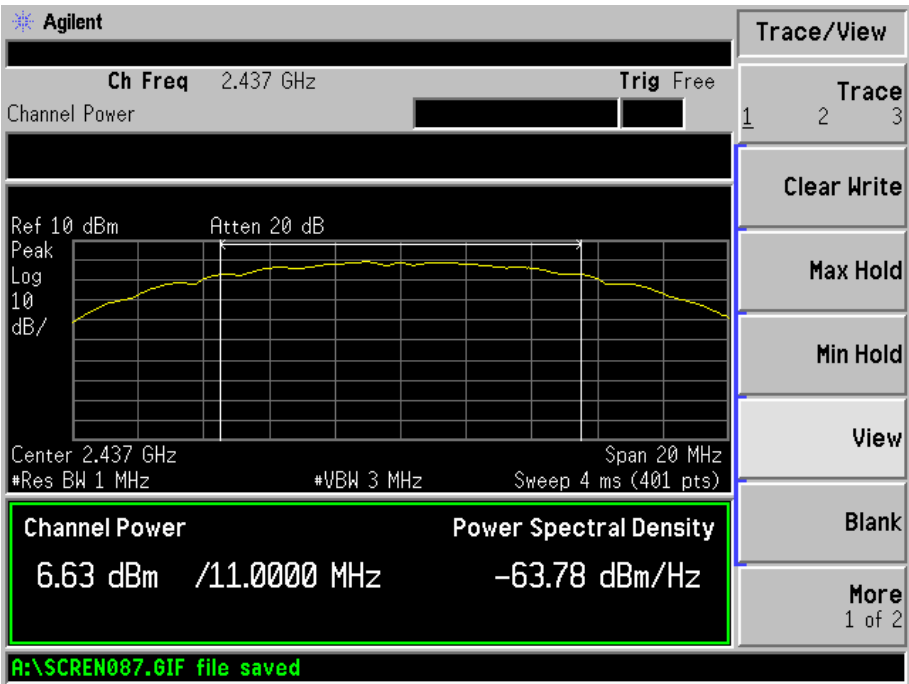 Agilent
Trace/View
Ch Freq 2.437 GHz Trig Free
Channel Power
Trace
1 2 3
Clear Write
Ref 10 dBm Atten 20 dB
Peak
Log
10
dB/
Max Hold
Min Hold
View
Center 2.437 GHz Span 20 MHz
#Res BW 1 MHz #VBW 3 MHz Sweep 4 ms (401 pts)
Channel Power Power Spectral Density
6.63 dBm /11.0000 MHz -63.78 dBm/Hz
Blank
More
1 of 2
A:\SCREN087.GIF file saved